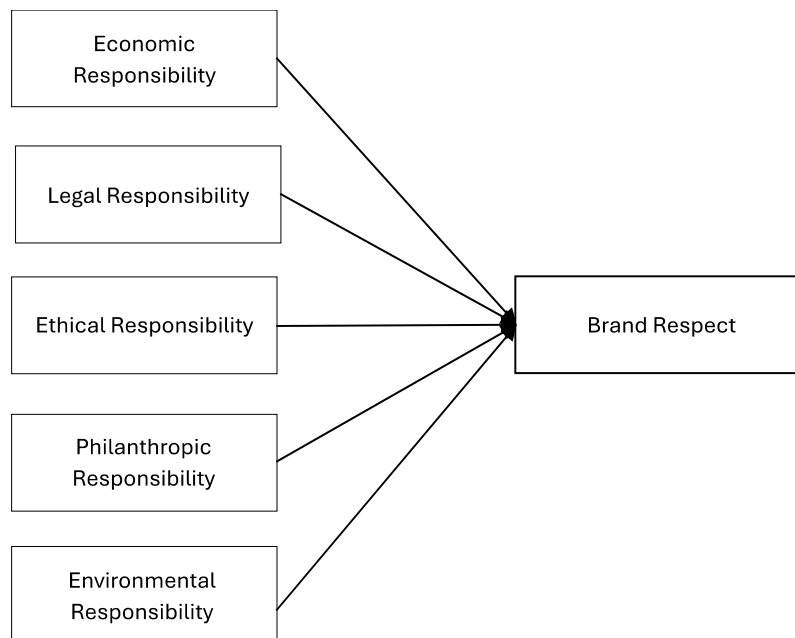 Economic
Responsibility
Legal Responsibility
Ethical Responsibility
Brand Respect
Philanthropic
Responsibility
Environmental
Responsibility